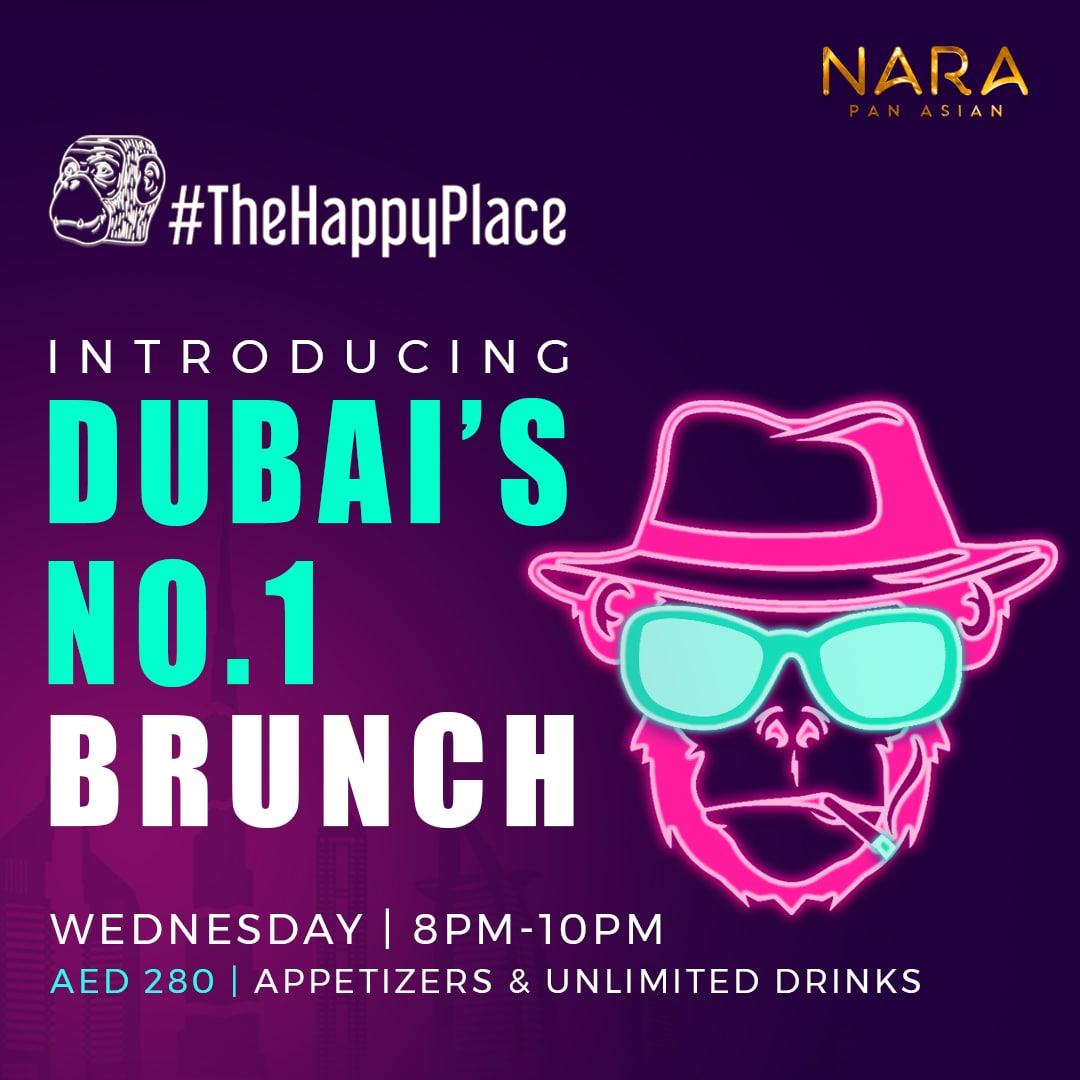 NARA
PAN ASIAN
#TheHappyPlace
INTRODUCING
DUBAI'S
NO.1
BRUNCH
WEDNESDAY | 8PM-10PM
AED 280 | APPETIZERS & UNLIMITED DRINKS